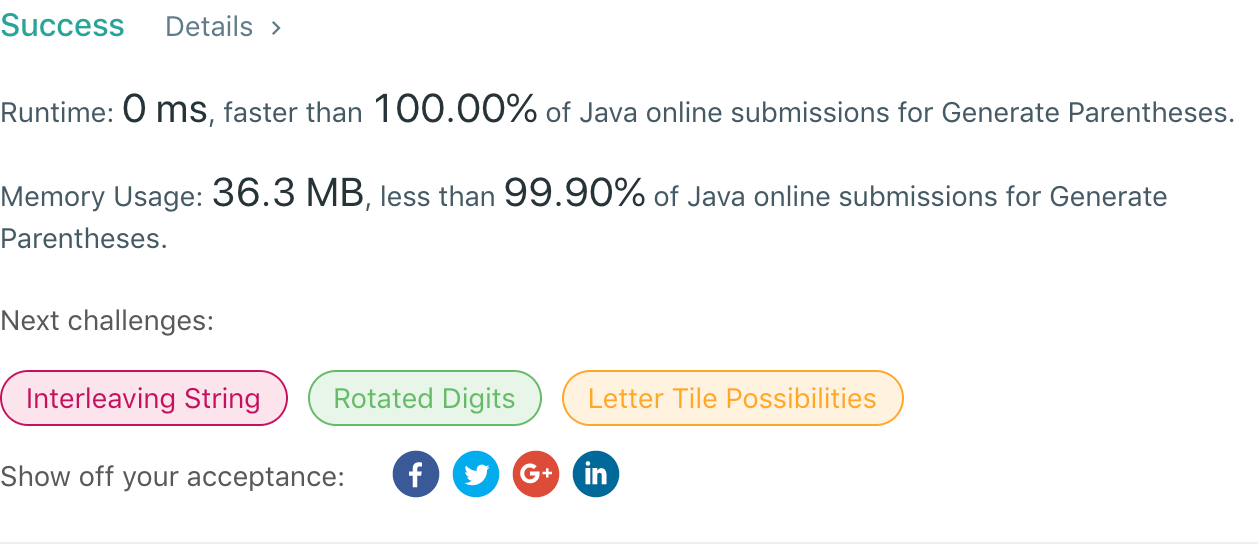 Success Details >
Runtime: 0 ms, faster than 100.00% of Java online submissions for Generate Parentheses.
Memory Usage: 36.3 MB, less than 99.90% of Java online submissions for Generate
Parentheses.
Next challenges:
Interleaving String Rotated Digits Letter Tile Possibilities
Show off your acceptance: f G+ in